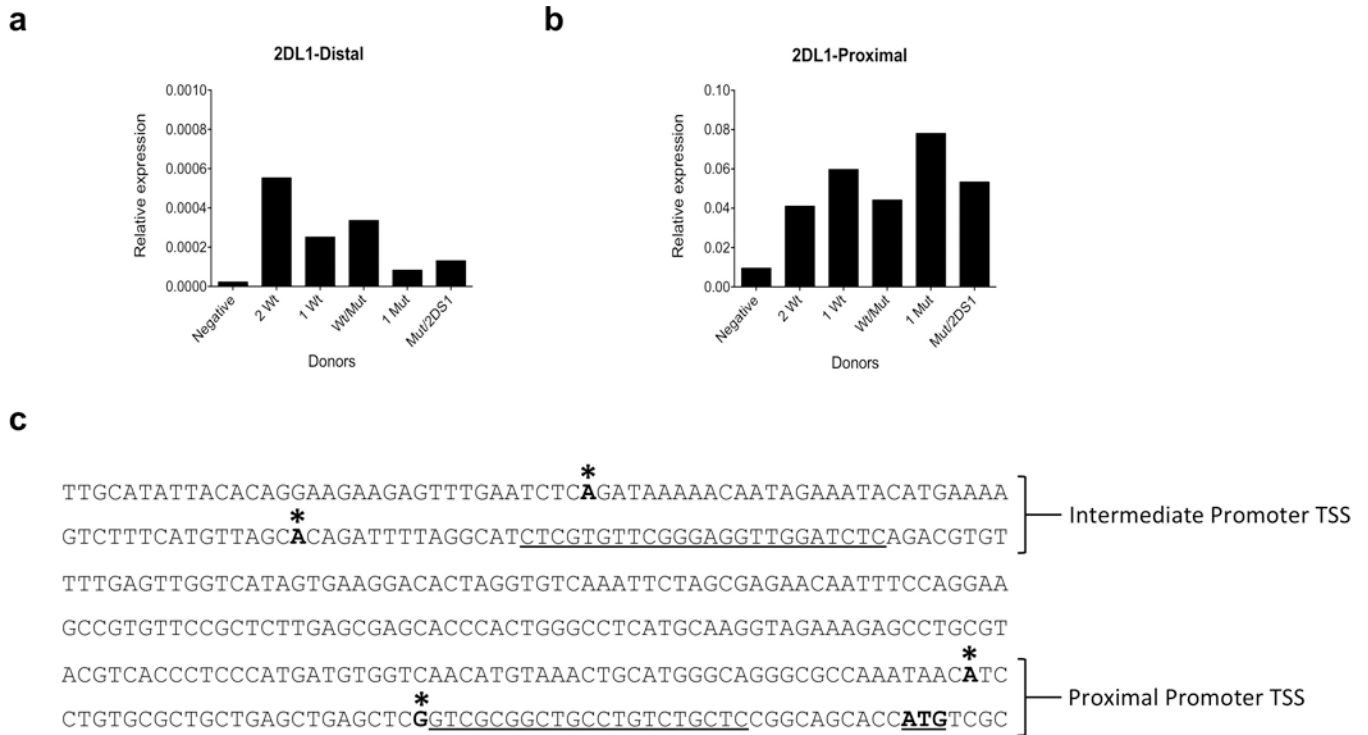 a
2DL1-Distal
Relative expression
0.0010
0.0008
0.0006
0.0004
0.0002
0.0000
Negative
2 Wt
1 Wt
Wt/Mut
1 Mut
Mut/2DS1
Donors
b
2DL1-Proximal
Relative expression
0.10
0.08
0.06
0.04
0.02
0.00
Negative
2 Wt
1 Wt
Wt/Mut
1 Mut
Mut/2DS1
Donors
c
*
TTGCATATTACACAGGAAGAAGAGTTTGAATCTCAGATAAAAACAATAGAAATACATGAAAA
*
GTCTTTCATGTTAGCACAGATTTTAGGCATCTCGTGTTCGGGAGGTTGGATCTCAGACGTGT
Intermediate Promoter TSS
TTTGAGTTGGTCATAGTGAAGGACACTAGGTGTCAAATTCTAGCGAGAACAATTTCCAGGAA
GCCGTGTTCCGCTCTTGAGCGAGCACCCACTGGGCCTCATGCAAGGTAGAAAGAGCCTGCGT
*
ACGTCACCCTCCCATGATGTGGTCAACATGTAAACTGCATGGGCAGGGCGCCAAATAACATC
*
CTGTGCGCTGCTGAGCTGAGCTCGGTCGCGGCTGCCTGTCTGCTCCGGCAGCACCATGTCGC
Proximal Promoter TSS